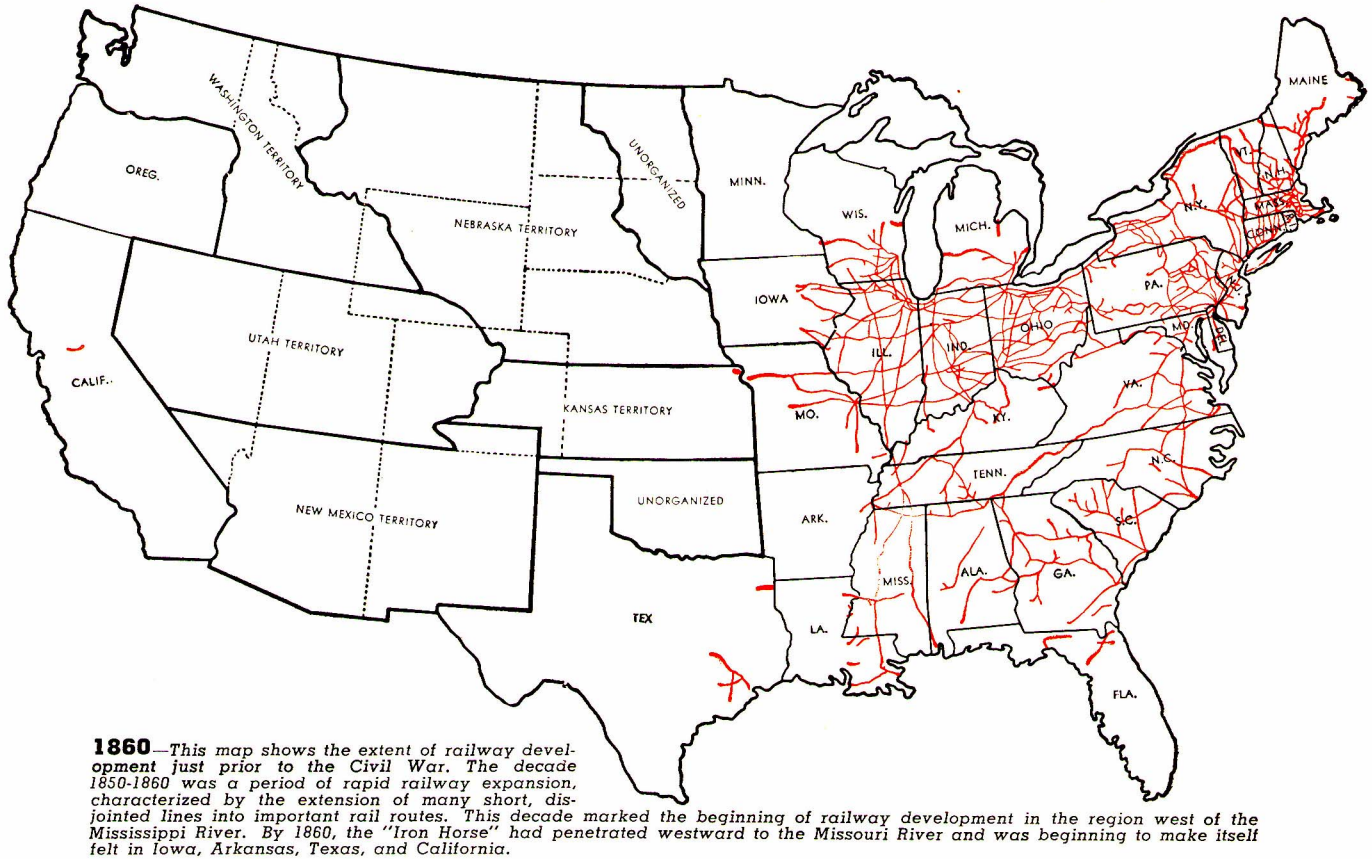 MAINE
WASHINGTON TERRITORY
OREG.
UNORGANIZED
MINN.
VT.
N.H.
NEBRASKA TERRITORY
WIS.
MICH.
N.Y.
MASS.
CONN.
IOWA
PA.
UTAH TERRITORY
ILL.
IND.
OHIO
MD.
DEL.
CALIF..
KANSAS TERRITORY
MO.
KY.
VA.
TENN.
N.C.
NEW MEXICO TERRITORY
UNORGANIZED
ARK.
S.C.
MISS.
ALA.
GA.
TEX
LA.
FLA.
1860—This map shows the extent of railway devel-
opment just prior to the Civil War. The decade
1850-1860 was a period of rapid railway expansion,
characterized by the extension of many short, dis-
jointed lines into important rail routes. This decade marked the beginning of railway development in the region west of the
Mississippi River. By 1860, the "Iron Horse" had penetrated westward to the Missouri River and was beginning to make itself
felt in Iowa, Arkansas, Texas, and California.